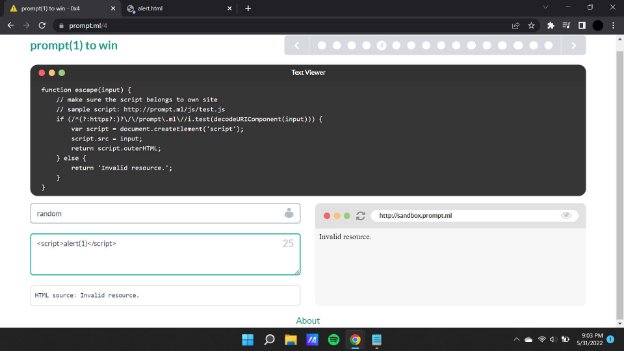 prompt(1) to win - 0x4
alert.html
prompt.ml/4
prompt(1) to win
4
Text Viewer
function escape(input) {
// make sure the script belongs to own site
// sample script: http://prompt.ml/js/test.js
if (/^(?:https?:)?\/\/prompt\.ml\//i.test(decodeURIComponent(input))) {
var script = document.createElement('script');
script.src = input;
return script.outerHTML;
} else {
return 'Invalid resource.';
}
}
random
http://sandbox.prompt.ml
<script>alert(1)</script>
25
Invalid resource.
HTML source: Invalid resource.
About
9:03 PM
5/31/2022